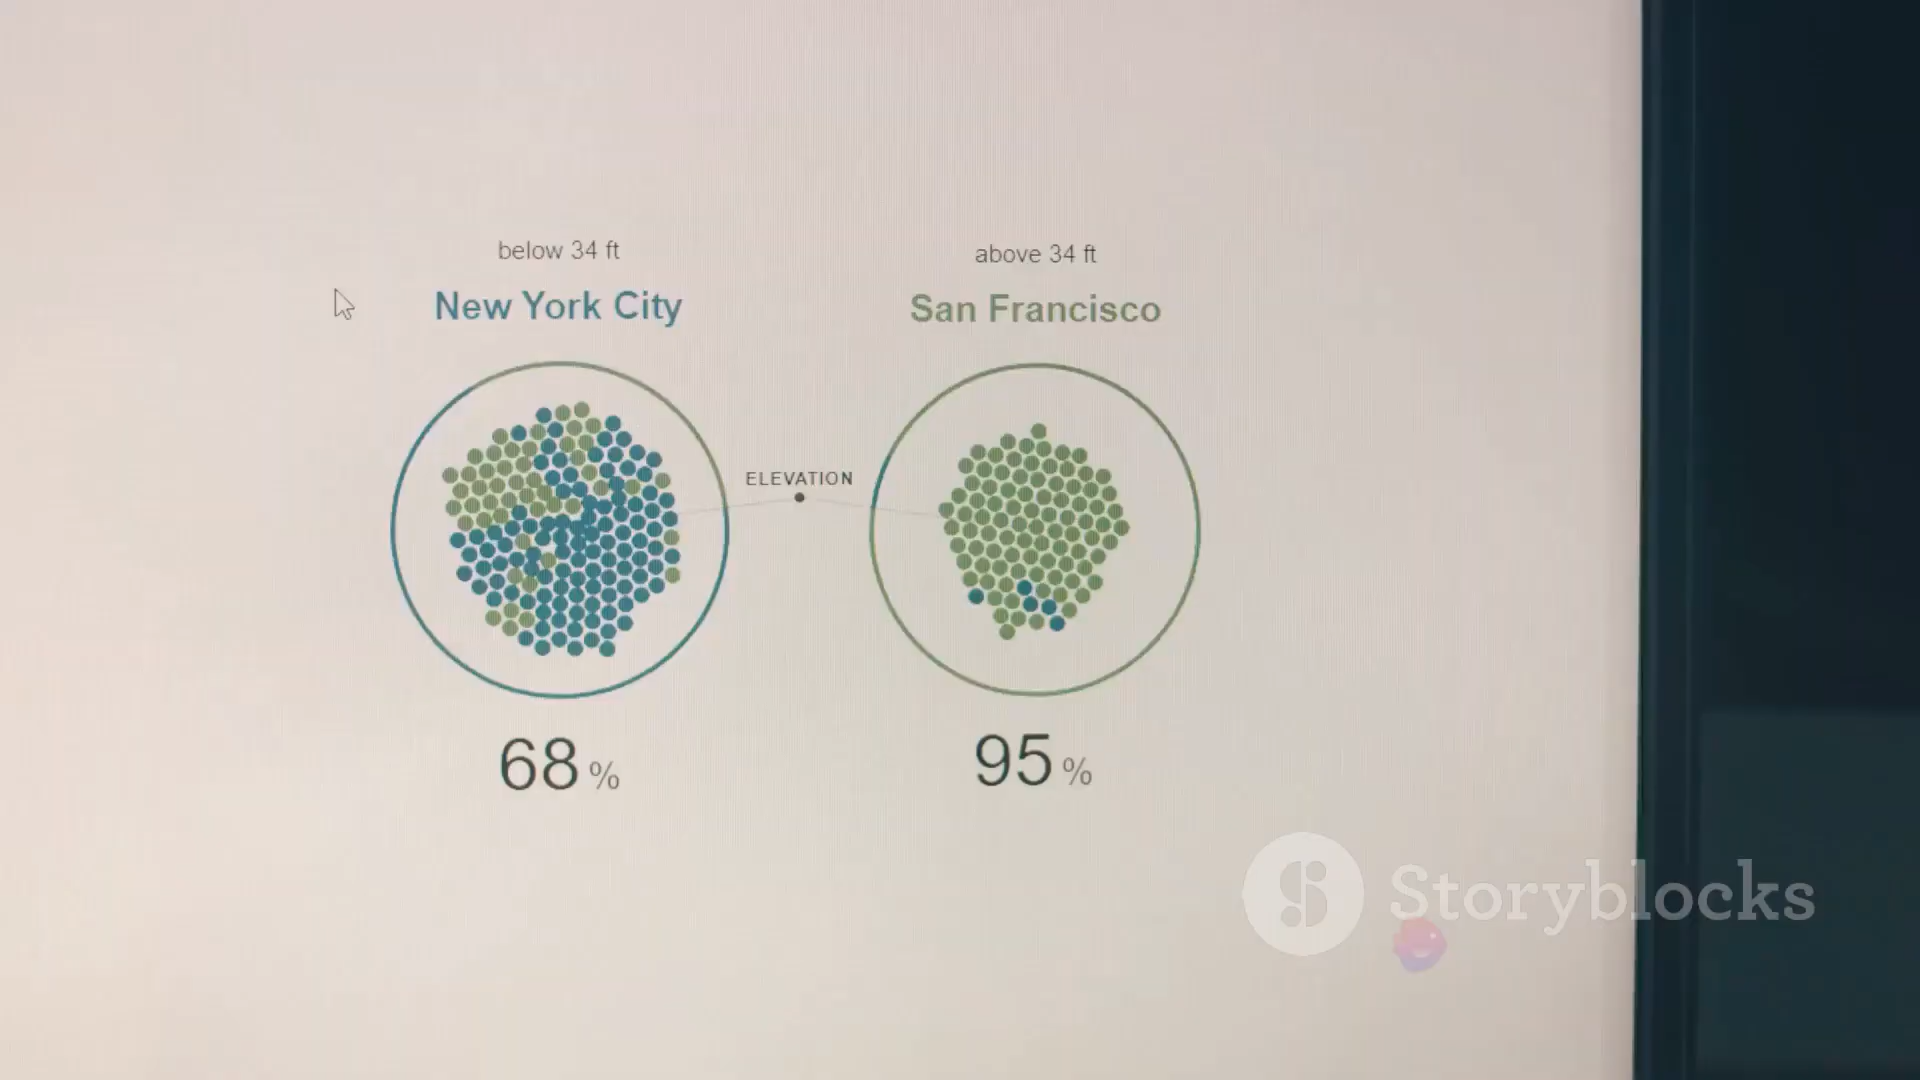 below 34 ft
New York City
68 %
ELEVATION
above 34 ft
San Francisco
95 %
Storyblocks